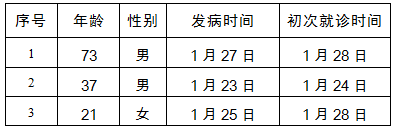 序号 年龄 性别 发病时间 初次就诊时间
1 73 男 1月27日 1月28日
2 37 男 1月23日 1月24日
3 21 女 1月25日 1月28日